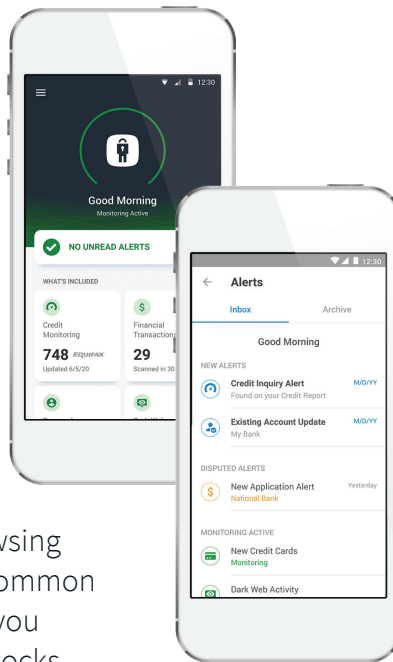 12:30
Good Morning
Monitoring Active
NO UNREAD ALERTS
WHAT'S INCLUDED
Credit
Monitoring
748 EQUIFAX
Updated 6/5/20
$
Financial
Transactions
29
Scanned in 30
12:30
Alerts
Inbox Archive
Good Morning
NEW ALERTS
Credit Inquiry Alert M/D/YY
Found on your Credit Report
Existing Account Update M/D/YY
My Bank
DISPUTED ALERTS
$ New Application Alert Yesterday
National Bank
MONITORING ACTIVE
New Credit Cards
Monitoring
Dark Web Activity
ommon
you